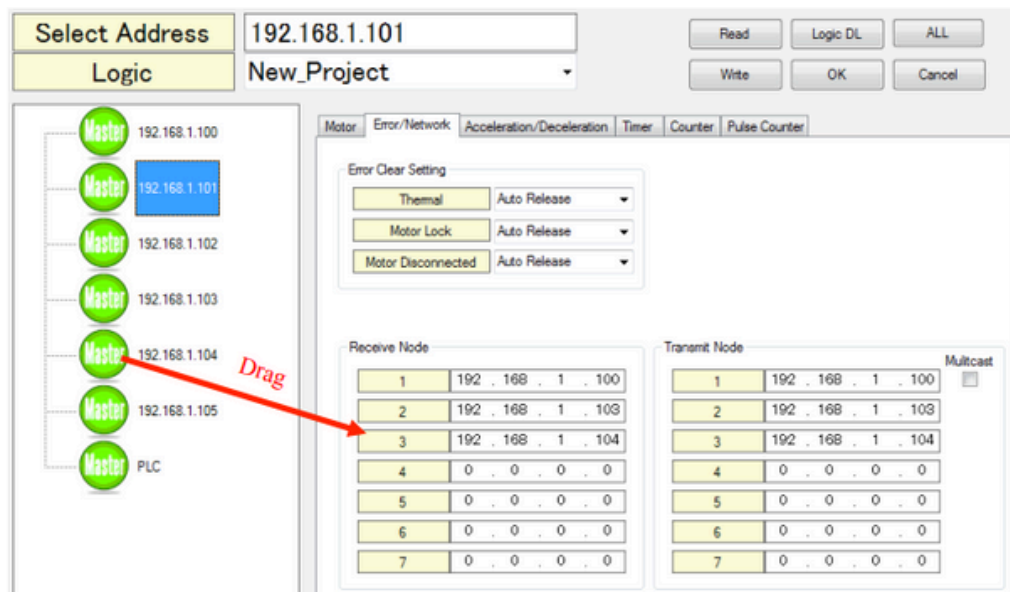 Select Address 192.168.1.101 Read Logic DL ALL
Logic New_Project Write OK Cancel
Master 192.168.1.100
Master 192.168.1.101
Master 192.168.1.102
Master 192.168.1.103
Master 192.168.1.104
Master 192.168.1.105
Master PLC
Drag
Motor Error/Network Acceleration/Deceleration Timer Counter Pulse Counter
Error Clear Setting
Thermal Auto Release
Motor Lock Auto Release
Motor Disconnected Auto Release
Receive Node
1 192 . 168 . 1 . 100
2 192 . 168 . 1 . 103
3 192 . 168 . 1 . 104
4 0 . 0 . 0 . 0
5 0 . 0 . 0 . 0
6 0 . 0 . 0 . 0
7 0 . 0 . 0 . 0
Transmit Node
Mulitcast
1 192 . 168 . 1 . 100
2 192 . 168 . 1 . 103
3 192 . 168 . 1 . 104
4 0 . 0 . 0 . 0
5 0 . 0 . 0 . 0
6 0 . 0 . 0 . 0
7 0 . 0 . 0 . 0